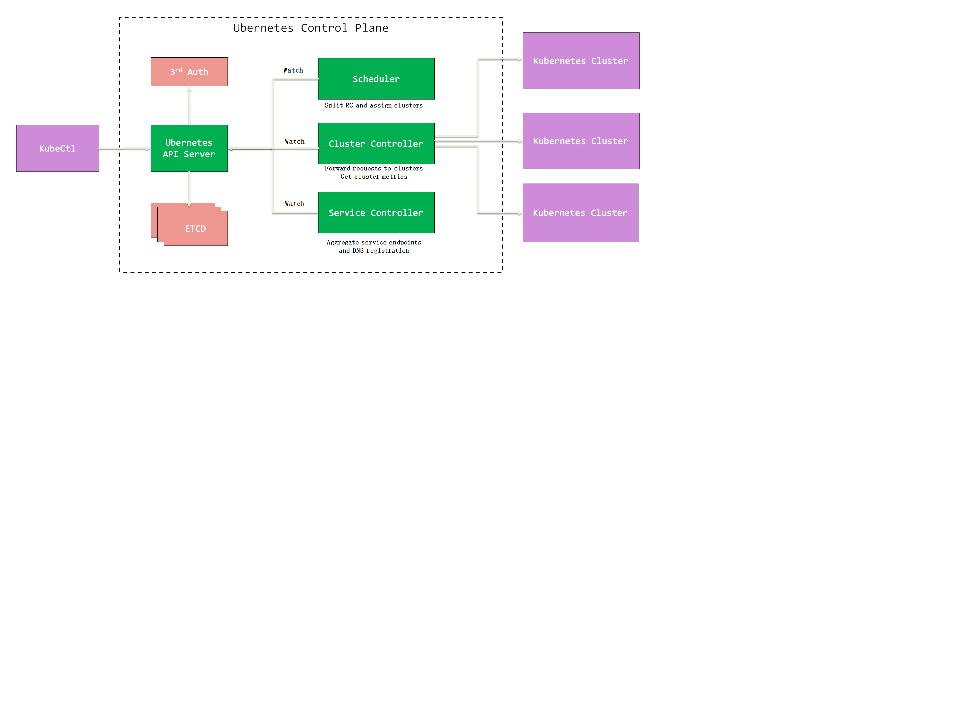 Ubernetes Control Plane
3rd Auth
Watch
Scheduler
Split RC and assign clusters
Kubernetes Cluster
KubeCtl
Ubernetes
API Server
Watch
Cluster Controller
Forward requests to clusters
Get cluster metrics
Kubernetes Cluster
ETCD
Watch
Service Controller
Aggregate service endpoints
and DNS registration
Kubernetes Cluster